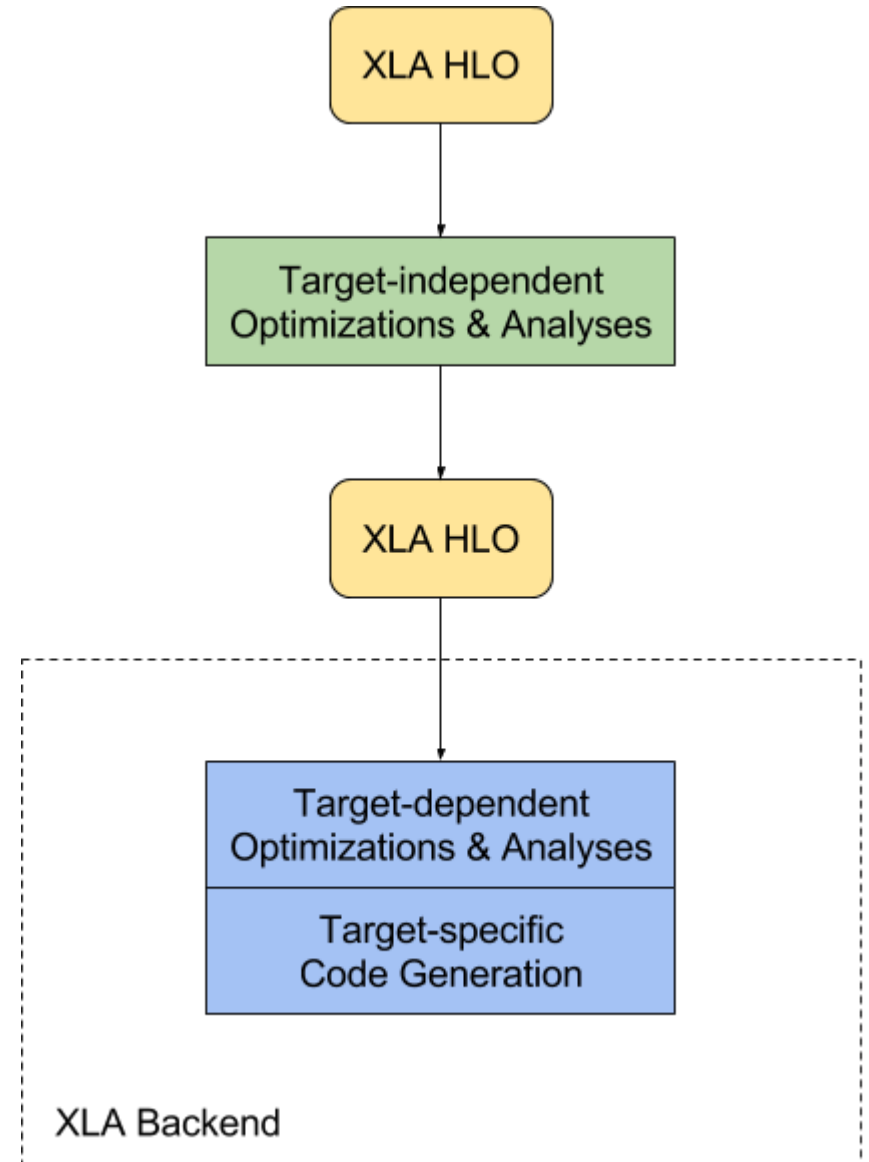 XLA HLO
Target-independent
Optimizations & Analyses
XLA HLO
Target-dependent
Optimizations & Analyses
Target-specific
Code Generation
XLA Backend